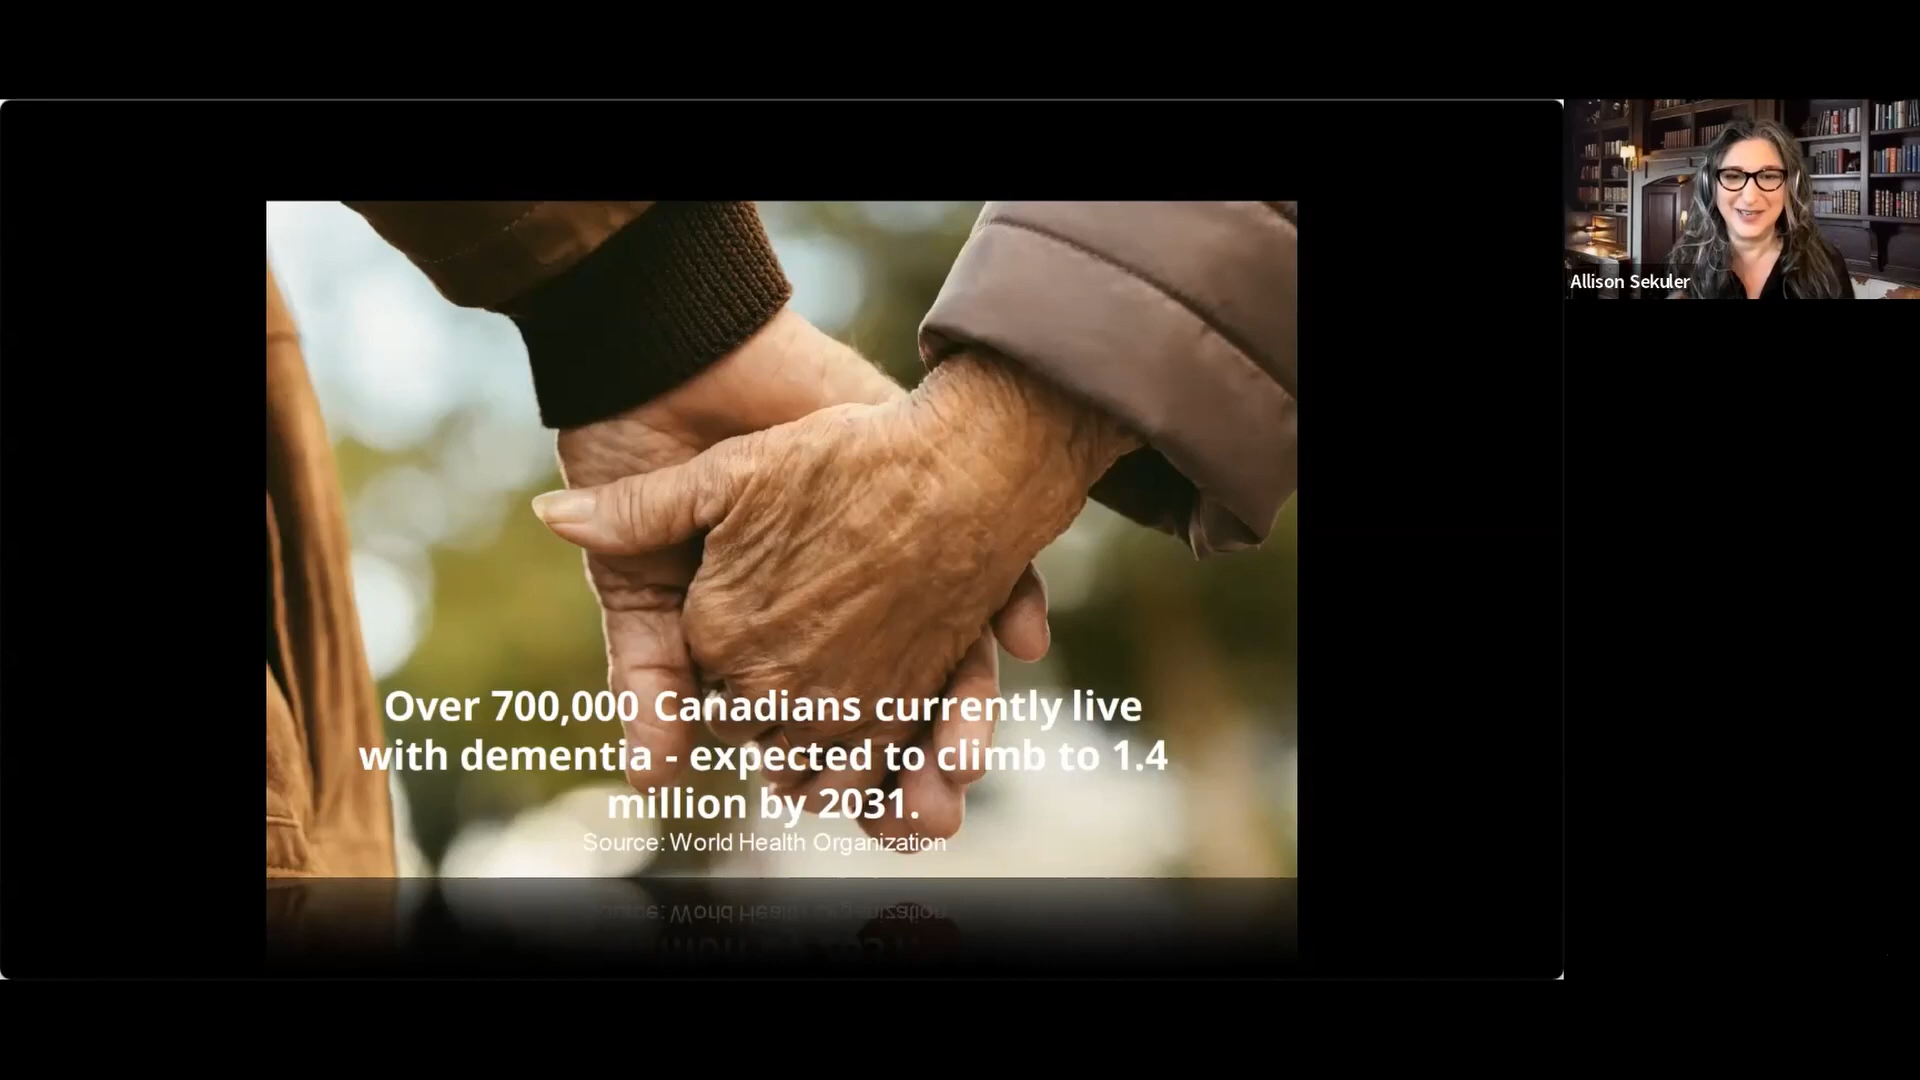 Over 700,000 Canadians currently live
with dementia - expected to climb to 1.4
million by 2031.
Source: World Health Organization
Allison Sekuler